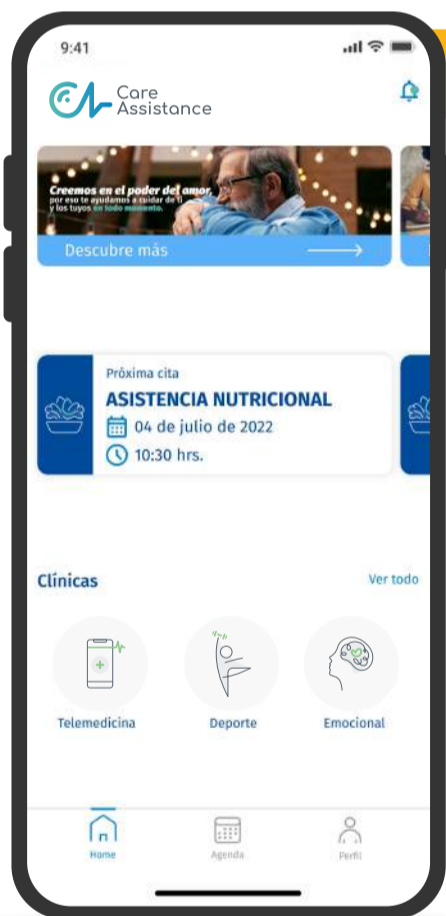 9:41
Care
Assistance
Creemos en el poder del amor,
por eso te ayudamos a cuidar de ti
y los tuyos en todo momento.
Descubre más
Próxima cita
ASISTENCIA NUTRICIONAL
04 de julio de 2022
10:30 hrs.
Clínicas
Ver todo
Telemedicina
Deporte
Emocional
Home
Agenda
Perfil